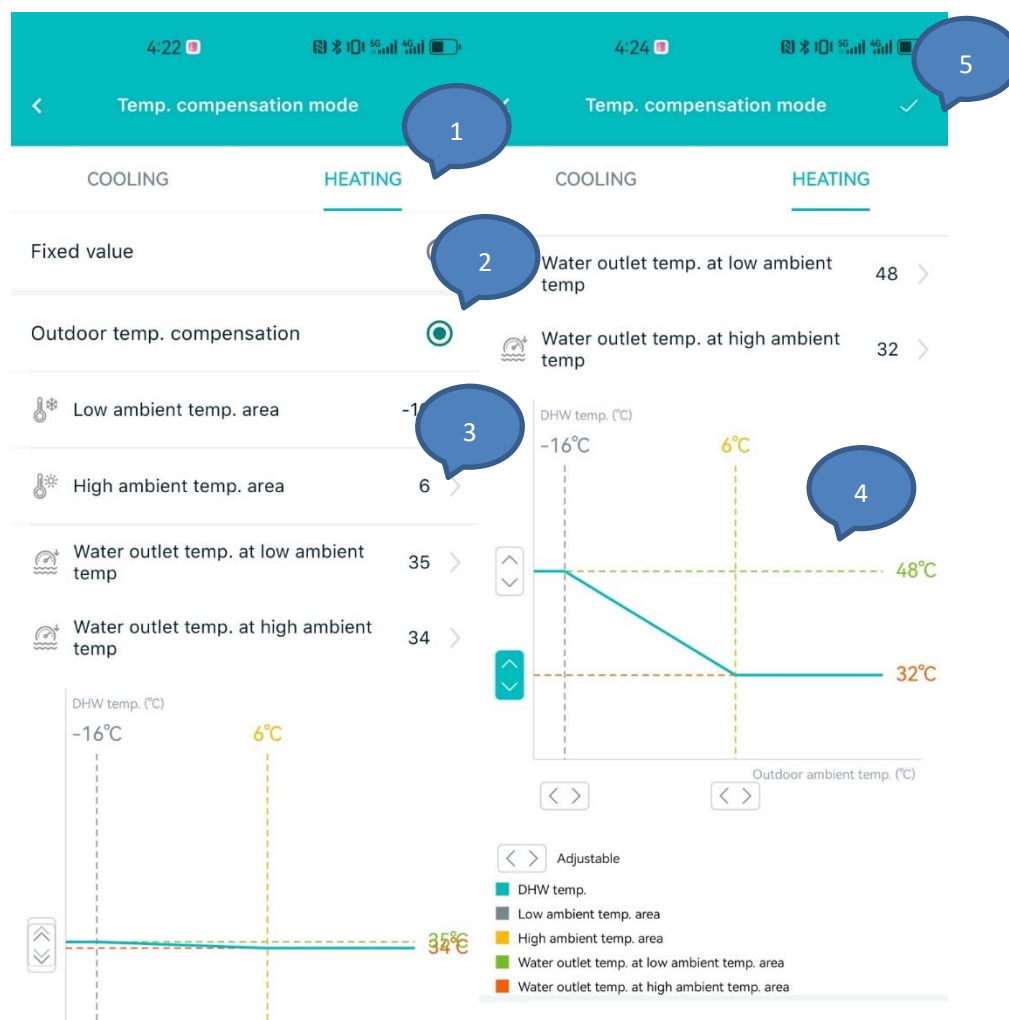 4:22
Temp. compensation mode
1
COOLING
HEATING
Fixed value
2
Outdoor temp. compensation
Low ambient temp. area
3
High ambient temp. area
6
Water outlet temp. at low ambient
temp
35
Water outlet temp. at high ambient
temp
34
DHW temp. (℃)
-16℃
6℃
35℃
34℃
4:24
5
Temp. compensation mode
COOLING
HEATING
Water outlet temp. at low ambient
temp
48
Water outlet temp. at high ambient
temp
32
DHW temp. (℃)
-16℃
6℃
4
48℃
32℃
Outdoor ambient temp. (℃)
Adjustable
DHW temp.
Low ambient temp. area
High ambient temp. area
Water outlet temp. at low ambient temp. area
Water outlet temp. at high ambient temp. area